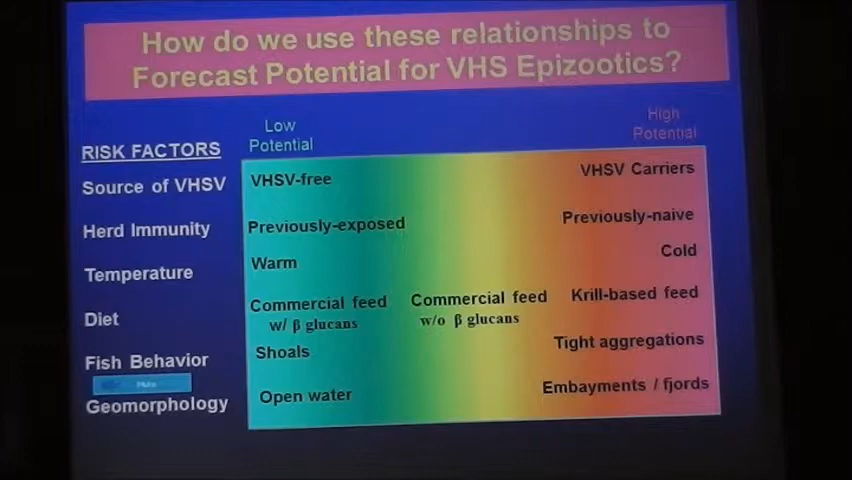 How do we use these relationships to
Forecast Potential for VHS Epizootics?
Low
Potential
High
Potential
RISK FACTORS
Source of VHSV
VHSV-free
VHSV Carriers
Herd Immunity
Previously-exposed
Previously-naive
Temperature
Warm
Cold
Diet
Commercial feed
w/ β glucans
Commercial feed
w/o β glucans
Krill-based feed
Fish Behavior
Shoals
Tight aggregations
Mute
Geomorphology
Open water
Embayments / fjords